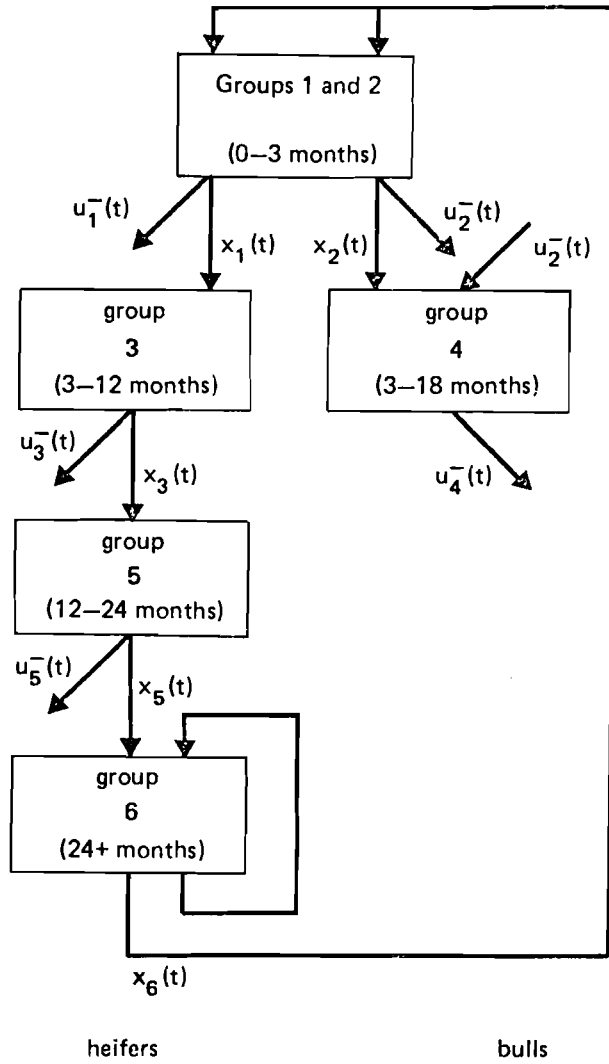 Groups 1 and 2
(0–3 months)
u₁⁻(t)
x₁(t)
x₂(t)
u₂⁻(t)
u₂⁻(t)
group
3
(3–12 months)
group
4
(3–18 months)
u₃⁻(t)
x₃(t)
u₄⁻(t)
group
5
(12–24 months)
u₅⁻(t)
x₅(t)
group
6
(24+ months)
x₆(t)
heifers
bulls